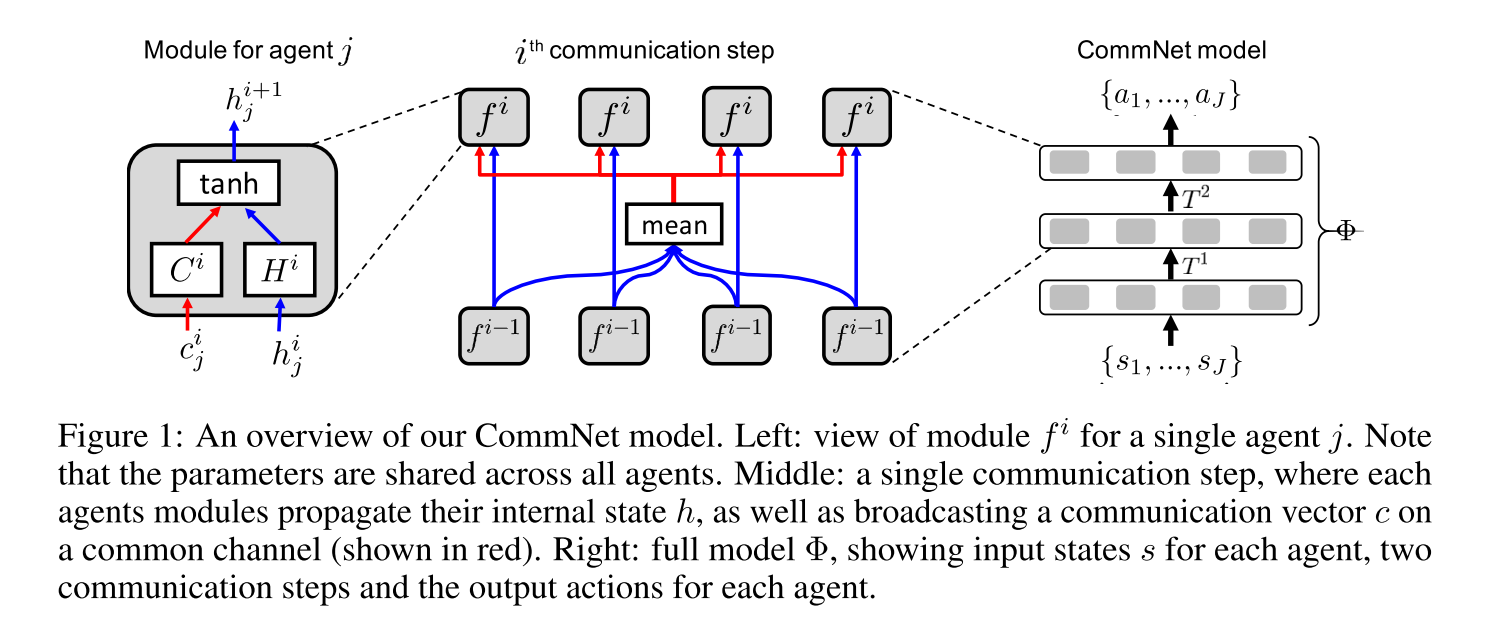 Module for agent j
i^th communication step
CommNet model
h_j^{i+1}
tanh
C^i H^i
c_j^i h_j^i
f^i f^i f^i f^i
mean
f^{i-1} f^{i-1} f^{i-1} f^{i-1}
{a_1, ..., a_J}
T^2
Φ
T^1
{s_1, ..., s_J}
Figure 1: An overview of our CommNet model. Left: view of module f^i for a single agent j. Note
that the parameters are shared across all agents. Middle: a single communication step, where each
agents modules propagate their internal state h, as well as broadcasting a communication vector c on
a common channel (shown in red). Right: full model Φ, showing input states s for each agent, two
communication steps and the output actions for each agent.